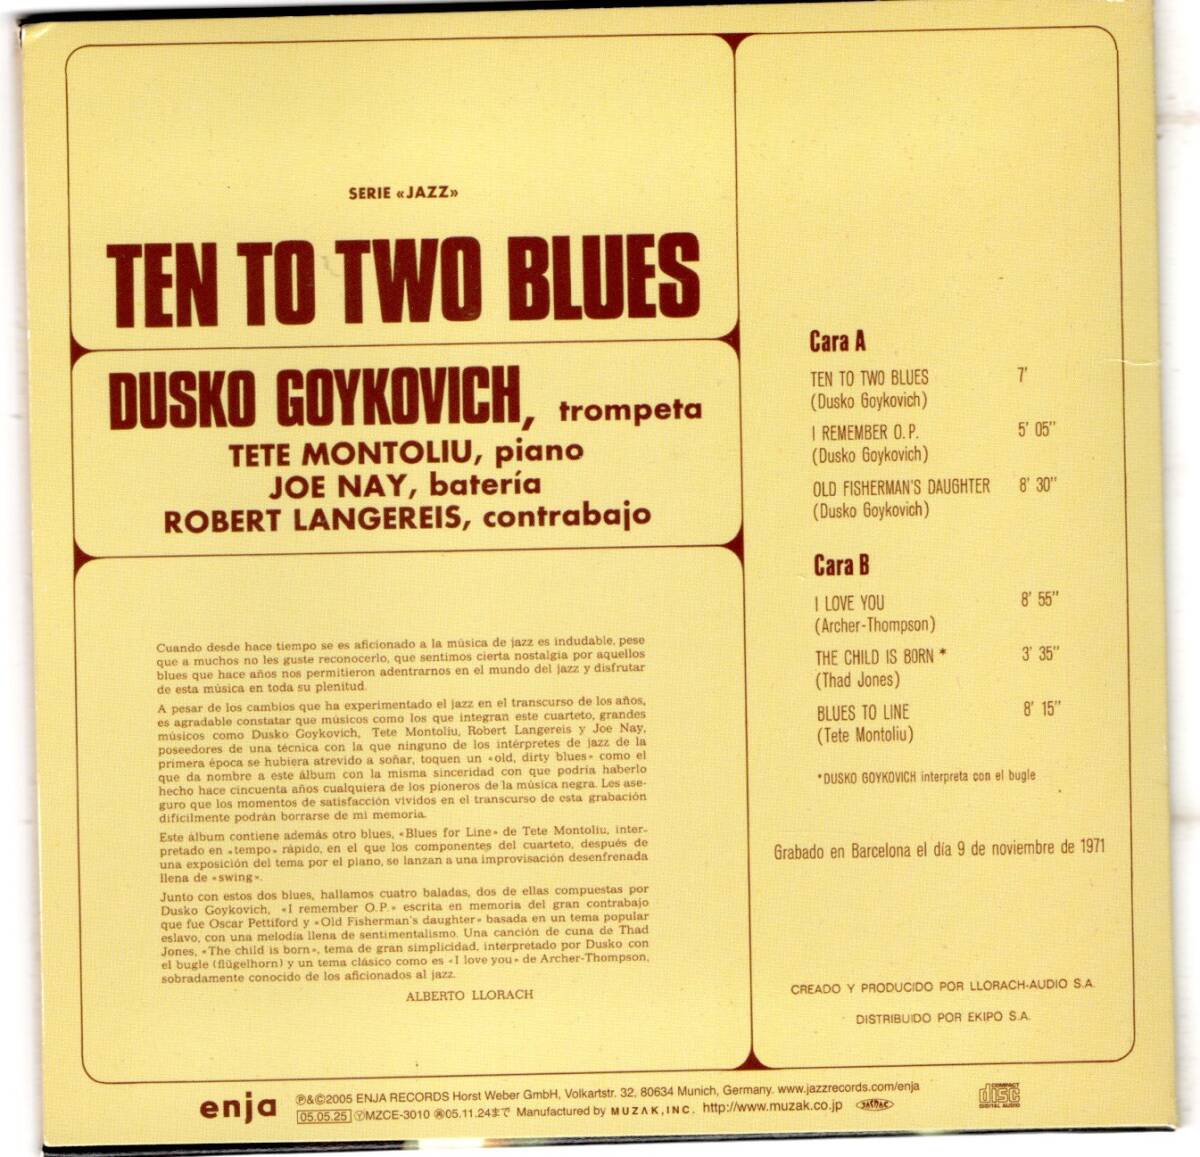 SERIE «JAZZ»
TEN TO TWO BLUES
DUSKO GOYKOVICH, trompeta
TETE MONTOLIU, piano
JOE NAY, batería
ROBERT LANGEREIS, contrabajo
Cuando desde hace tiempo se es aficionado a la música de jazz es indudable, pese
que a muchos no les guste reconocerlo, que sentimos cierta nostalgia por aquellos
blues que hace años nos permitieron adentrarnos en el mundo del jazz y disfrutar
de esta música en toda su plenitud.
A pesar de los cambios que ha experimentado el jazz en el transcurso de los años,
es agradable constatar que músicos como los que integran este cuarteto, grandes
músicos como Dusko Goykovich, Tete Montoliu, Robert Langereis y Joe Nay,
poseedores de una técnica con la que ninguno de los intérpretes de jazz de la
primera época se hubiera atrevido a soñar, toquen un «old, dirty blues» como el
que da nombre a este álbum con la misma sinceridad con que podría haberlo
hecho hace cincuenta años cualquiera de los pioneros de la música negra. Les ase-
guro que los momentos de satisfacción vividos en el transcurso de esta grabación
difícilmente podrán borrarse de mi memoria.
Este álbum contiene además otro blues, «Blues for Line» de Tete Montoliu, inter-
pretado en «tempo» rápido, en el que los componentes del cuarteto, después de
una exposición del tema por el piano, se lanzan a una improvisación desenfrenada
llena de «swing».
Junto con estos dos blues, hallamos cuatro baladas, dos de ellas compuestas por
Dusko Goykovich, «I remember O.P.» escrita en memoria del gran contrabajo
que fue Oscar Pettiford y «Old Fisherman's daughter» basada en un tema popular
eslavo, con una melodía llena de sentimentalismo. Una canción de cuna de Thad
Jones, «The child is born», tema de gran simplicidad, interpretado por Dusko con
el bugle (flügelhorn) y un tema clásico como es «I love you» de Archer-Thompson,
sobradamente conocido de los aficionados al jazz.
ALBERTO LLORACH
Cara A
TEN TO TWO BLUES 7'
(Dusko Goykovich)
I REMEMBER O.P. 5' 05"
(Dusko Goykovich)
OLD FISHERMAN'S DAUGHTER 8' 30"
(Dusko Goykovich)
Cara B
I LOVE YOU 8' 55"
(Archer-Thompson)
THE CHILD IS BORN * 3' 35"
(Thad Jones)
BLUES TO LINE 8' 15"
(Tete Montoliu)
*DUSKO GOYKOVICH interpreta con el bugle
Grabado en Barcelona el día 9 de noviembre de 1971
CREADO Y PRODUCIDO POR LLORACH-AUDIO S.A.
DISTRIBUIDO POR EKIPO S.A.
enja
℗&©2005 ENJA RECORDS Horst Weber GmbH, Volkartstr. 32, 80634 Munich, Germany. www.jazzrecords.com/enja
05.05.25 ⓎMZCE-3010 ㊙05.11.24まで Manufactured by MUZAK, INC. http://www.muzak.co.jp JASRAC
COMPACT
disc
DIGITAL AUDIO